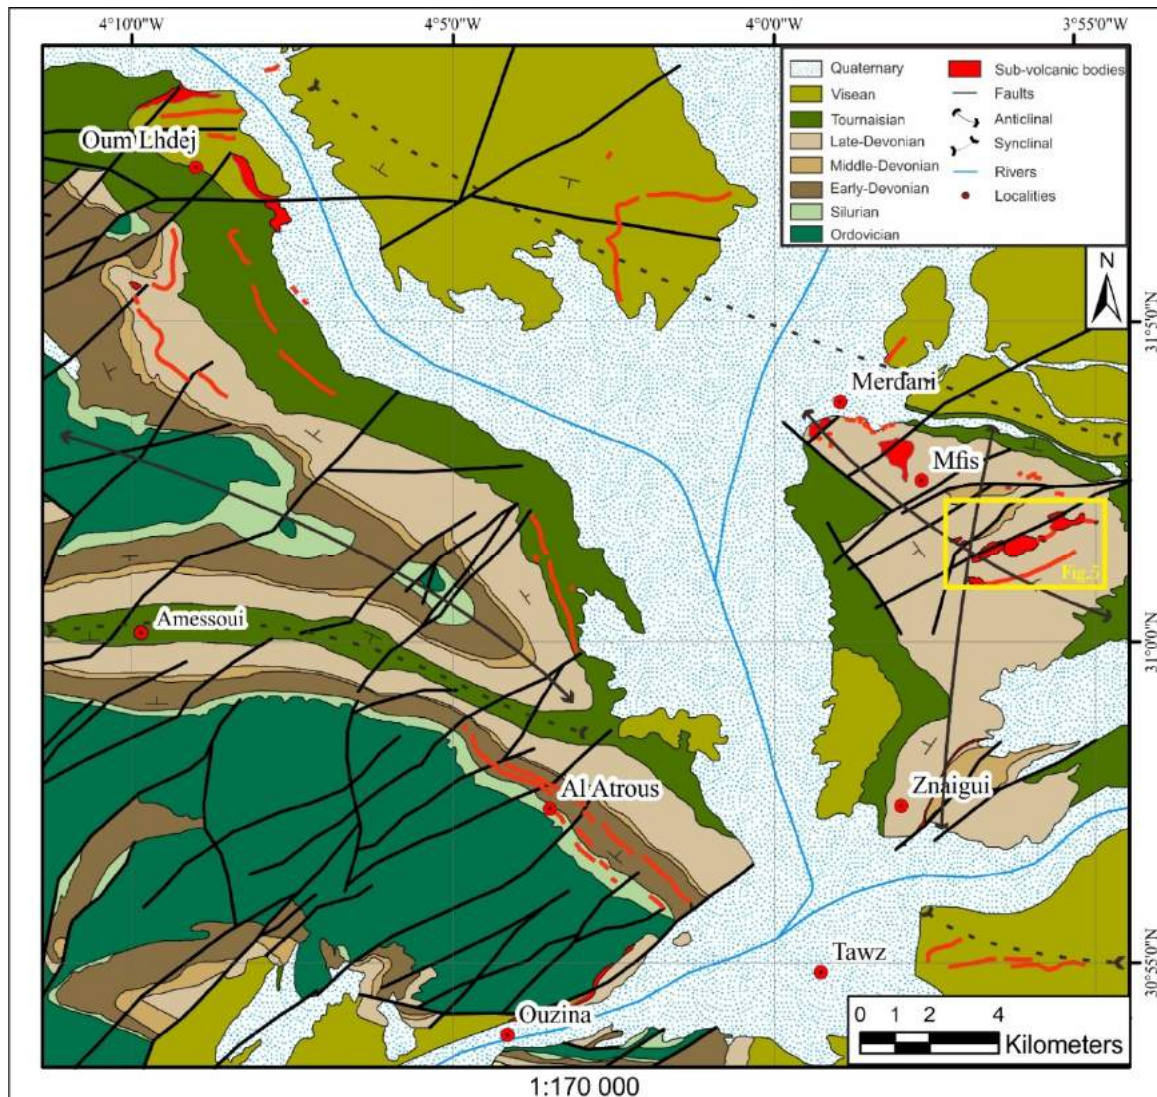 4°10'0"W
4°5'0"W
4°0'0"W
3°55'0"W
Quaternary
Visean
Tournaisian
Late-Devonian
Middle-Devonian
Early-Devonian
Silurian
Ordovician
Sub-volcanic bodies
Faults
Anticlinal
Synclinal
Rivers
Localities
N
Oum Lhdej
31°5'0"N
Merdani
Mfis
Fig.5
Amessoui
31°0'0"N
Al Atrous
Znaigui
Tawz
30°55'0"N
Ouzina
0 1 2 4
Kilometers
1:170 000